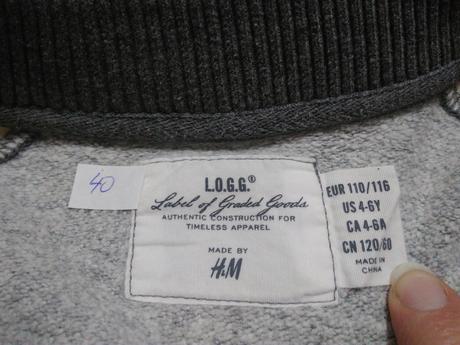 40
L.O.G.G.®
Label of Graded Goods
AUTHENTIC CONSTRUCTION FOR
TIMELESS APPAREL
MADE BY
H&M
EUR 110/116
US 4-6Y
CA 4-6A
CN 120/60
MADE IN
CHINA